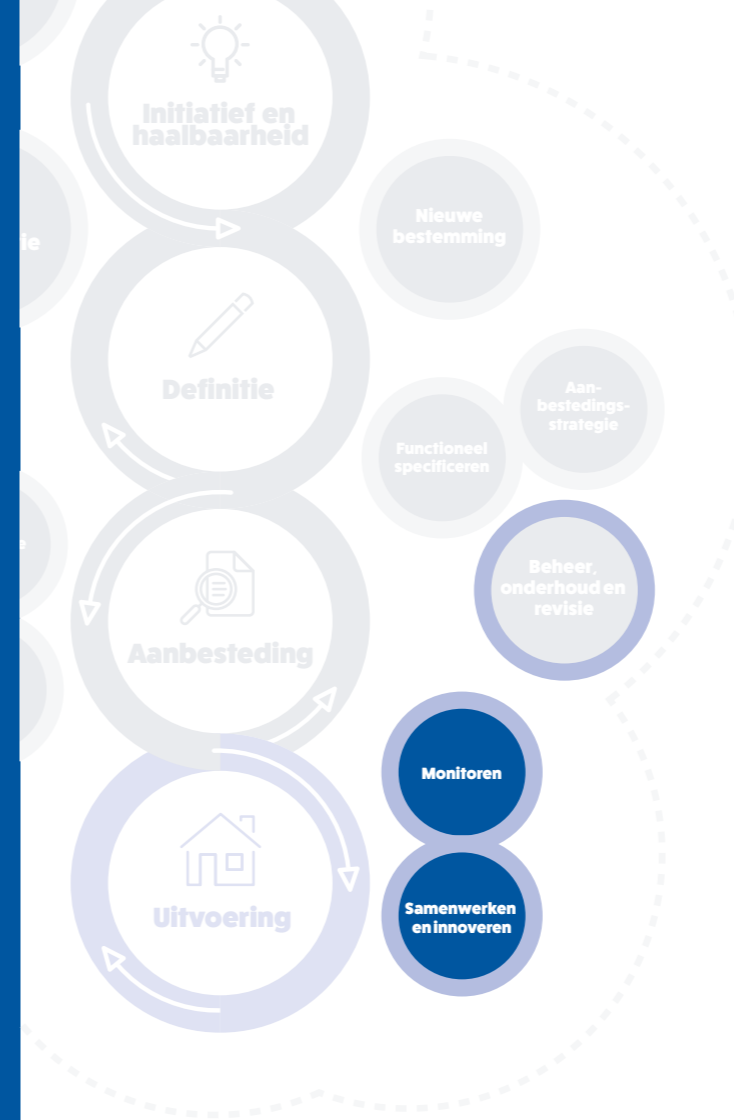 Initiatief en
haalbaarheid
ie
Nieuwe
bestemming
Definitie
Aan-
bestedings-
strategie
Functioneel
specificeren
e
Beheer,
onderhoud en
revisie
Aanbesteding
Monitoren
Uitvoering
Samenwerken
en innoveren